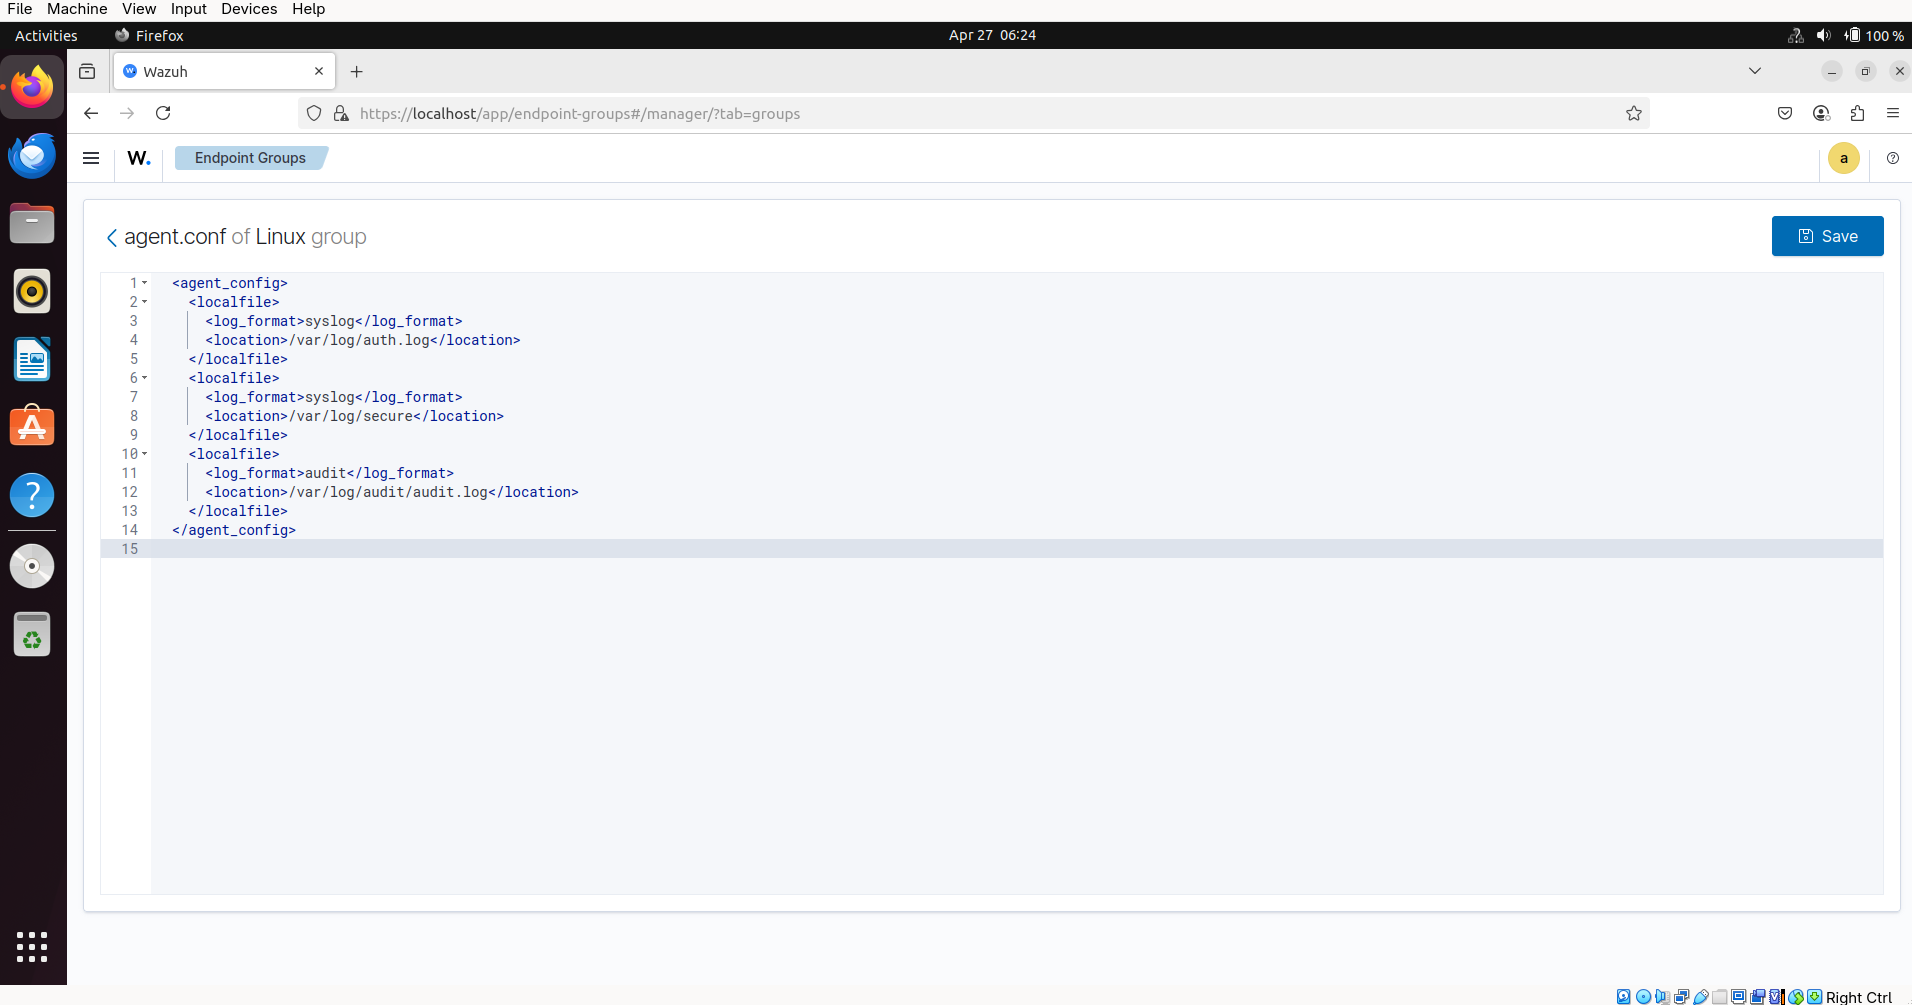 File Machine View Input Devices Help
Activities Firefox Apr 27 06:24 100 %
Wazuh
https://localhost/app/endpoint-groups#/manager/?tab=groups
W. Endpoint Groups a
agent.conf of Linux group Save
1 <agent_config>
2 <localfile>
3 <log_format>syslog</log_format>
4 <location>/var/log/auth.log</location>
5 </localfile>
6 <localfile>
7 <log_format>syslog</log_format>
8 <location>/var/log/secure</location>
9 </localfile>
10 <localfile>
11 <log_format>audit</log_format>
12 <location>/var/log/audit/audit.log</location>
13 </localfile>
14 </agent_config>
15
Right Ctrl